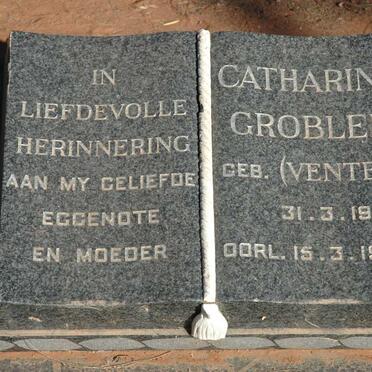 IN
LIEFDEVOLLE
HERINNERING
AAN MY GELIEFDE
EGGENOTE
EN MOEDER
CATHARIN
GROBLE
GEB. (VENTE
31.3.19
OORL. 15.3.19